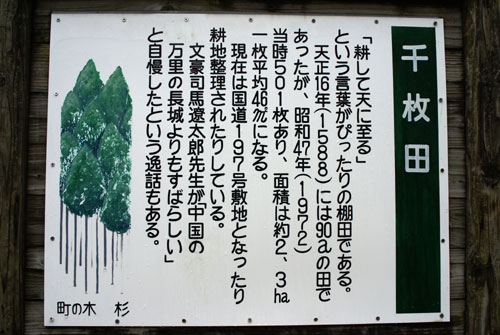 千枚田
「耕して天に至る」
という言葉がぴったりの棚田である。
天正16年(1588)には90aの田で
あったが、昭和47年(1972)
当時501枚あり、面積は約2、3ha
一枚平均46㎡になる。
現在は国道197号敷地となったり
耕地整理されたりしている。
文豪司馬遼太郎先生が「中国の
万里の長城よりもすばらしい」
と自慢したという逸話もある。
町の木 杉